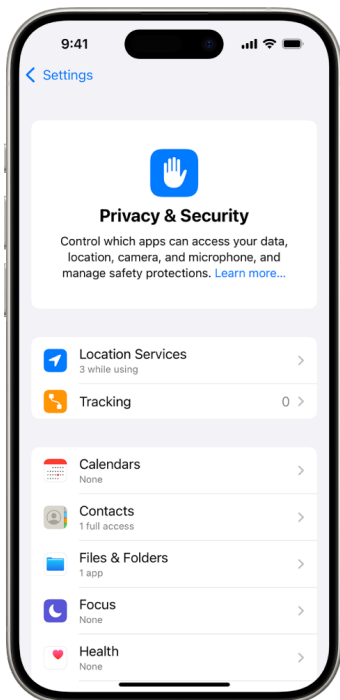 9:41
Settings
Privacy & Security
Control which apps can access your data,
location, camera, and microphone, and
manage safety protections. Learn more...
Location Services
3 while using
Tracking
0
Calendars
None
Contacts
1 full access
Files & Folders
1 app
Focus
None
Health
None